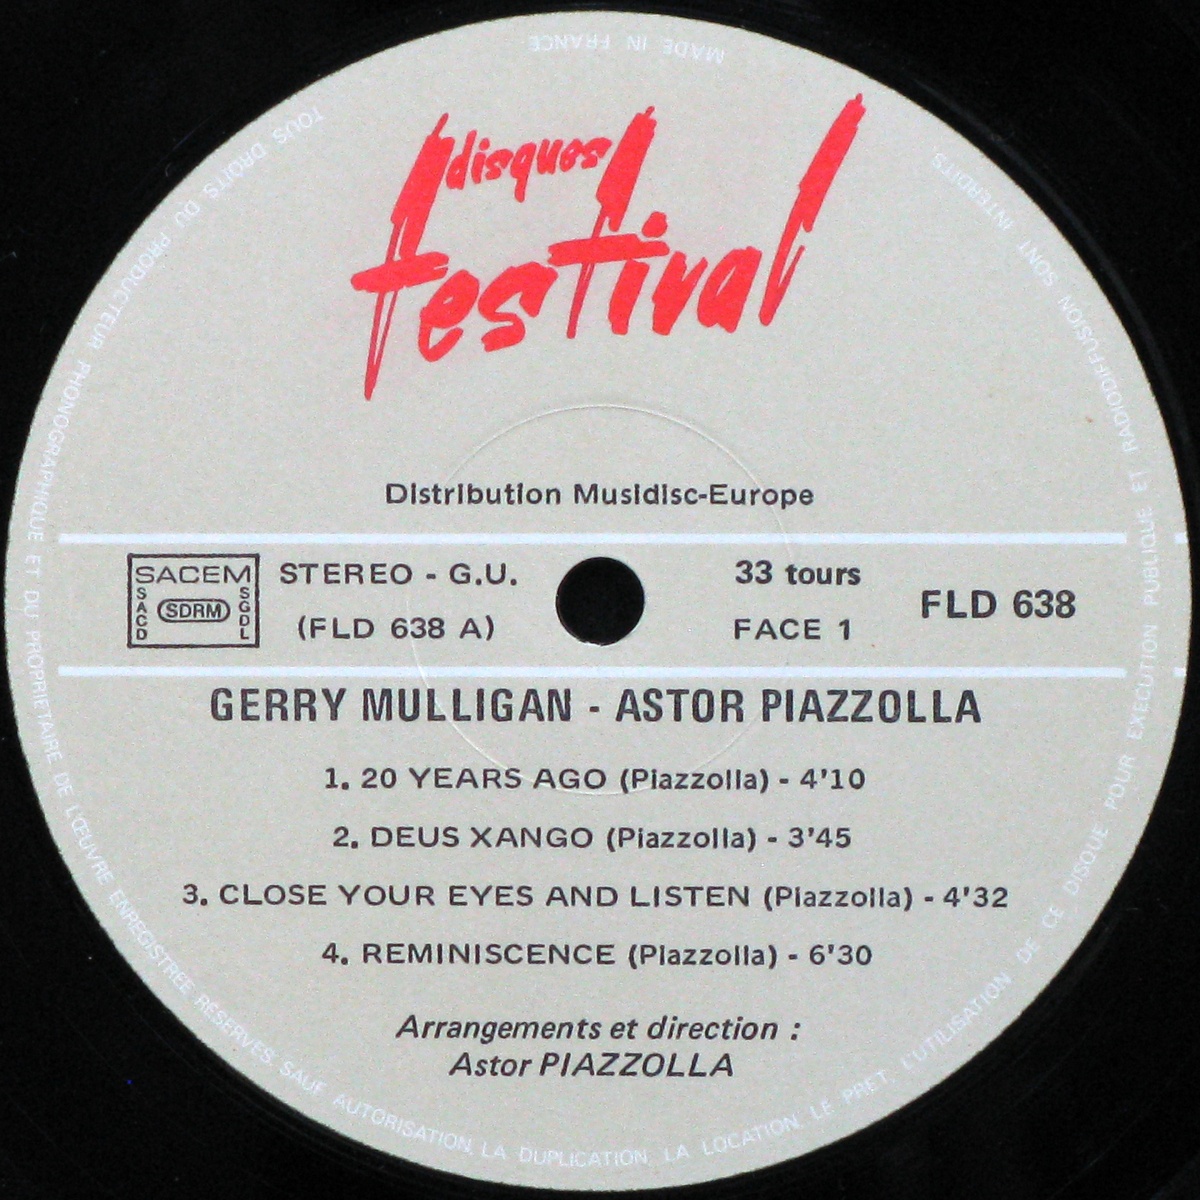 MADE IN FRANCE
disques
festival
Distribution Musidisc-Europe
SACEM
SACD
SDRM
SGDL
STEREO - G.U.
(FLD 638 A)
33 tours
FACE 1
FLD 638
GERRY MULLIGAN - ASTOR PIAZZOLLA
1. 20 YEARS AGO (Piazzolla) - 4'10
2. DEUS XANGO (Piazzolla) - 3'45
3. CLOSE YOUR EYES AND LISTEN (Piazzolla) - 4'32
4. REMINISCENCE (Piazzolla) - 6'30
Arrangements et direction :
Astor PIAZZOLLA
TOUS DROITS DU PRODUCTEUR PHONOGRAPHIQUE ET DU PROPRIETAIRE DE L'ŒUVRE ENREGISTREE RESERVES SAUF AUTORISATION, LA DUPLICATION LA LOCATION, LE PRET L'UTILISATION DE CE DISQUE POUR EXECUTION PUBLIQUE ET RADIODIFFUSION SONT INTERDITS